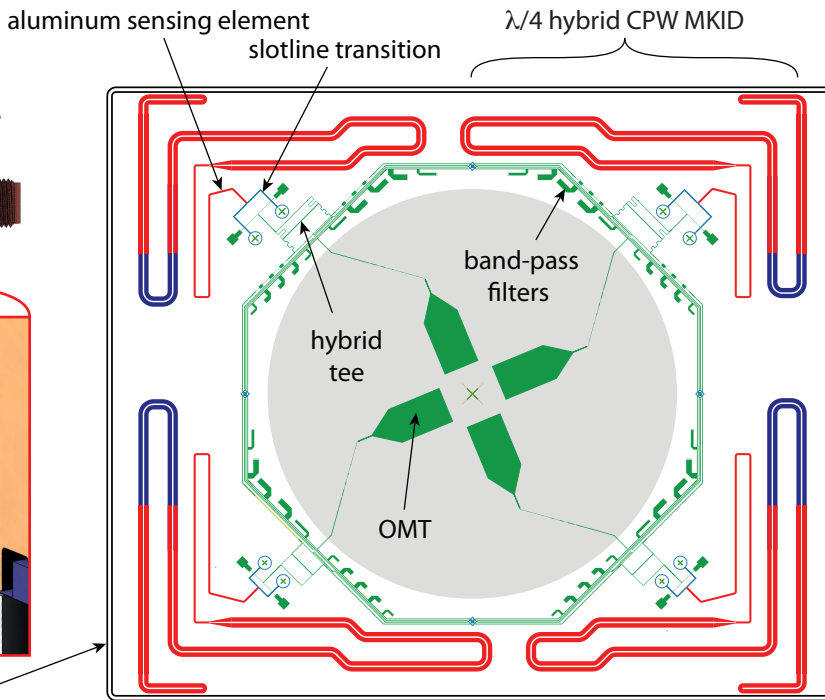 aluminum sensing element
slotline transition
λ/4 hybrid CPW MKID
band-pass
filters
hybrid
tee
OMT